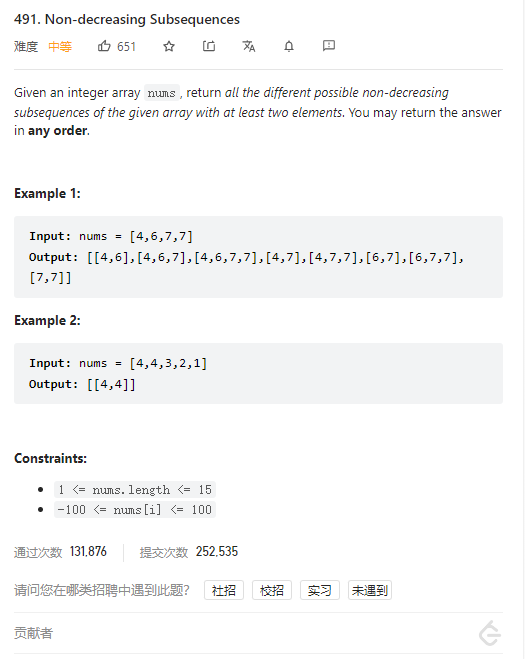 491. Non-decreasing Subsequences
难度 中等 651
Given an integer array nums, return all the different possible non-decreasing
subsequences of the given array with at least two elements. You may return the answer
in any order.
Example 1:
Input: nums = [4,6,7,7]
Output: [[4,6],[4,6,7],[4,6,7,7],[4,7],[4,7,7],[6,7],[6,7,7],
[7,7]]
Example 2:
Input: nums = [4,4,3,2,1]
Output: [[4,4]]
Constraints:
1 <= nums.length <= 15
-100 <= nums[i] <= 100
通过次数 131,876 提交次数 252,535
请问您在哪类招聘中遇到此题? 社招 校招 实习 未遇到
贡献者